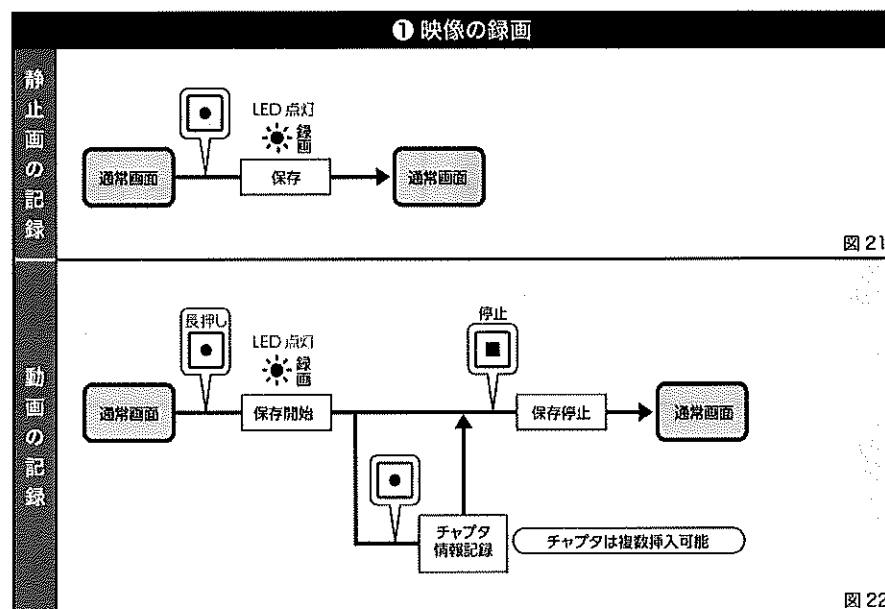 ❶ 映像の録画
静止画の記録
LED 点灯
録画
通常画面
保存
通常画面
図 21
動画の記録
長押し
LED 点灯
録画
停止
通常画面
保存開始
保存停止
通常画面
チャプタ
情報記録
チャプタは複数挿入可能
図 22